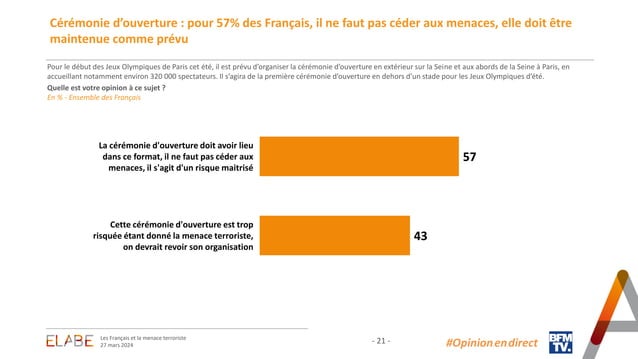 Cérémonie d’ouverture : pour 57% des Français, il ne faut pas céder aux menaces, elle doit être
maintenue comme prévu
Pour le début des Jeux Olympiques de Paris cet été, il est prévu d’organiser la cérémonie d’ouverture en extérieur sur la Seine et aux abords de la Seine à Paris, en
accueillant notamment environ 320 000 spectateurs. Il s’agira de la première cérémonie d’ouverture en dehors d’un stade pour les Jeux Olympiques d’été.
Quelle est votre opinion à ce sujet ?
En % - Ensemble des Français
La cérémonie d'ouverture doit avoir lieu
dans ce format, il ne faut pas céder aux
menaces, il s'agit d'un risque maitrisé
57
Cette cérémonie d'ouverture est trop
risquée étant donné la menace terroriste,
on devrait revoir son organisation
43
ELABE
Les Français et la menace terroriste
27 mars 2024
- 21 -
#Opinionendirect
BFM
TV.